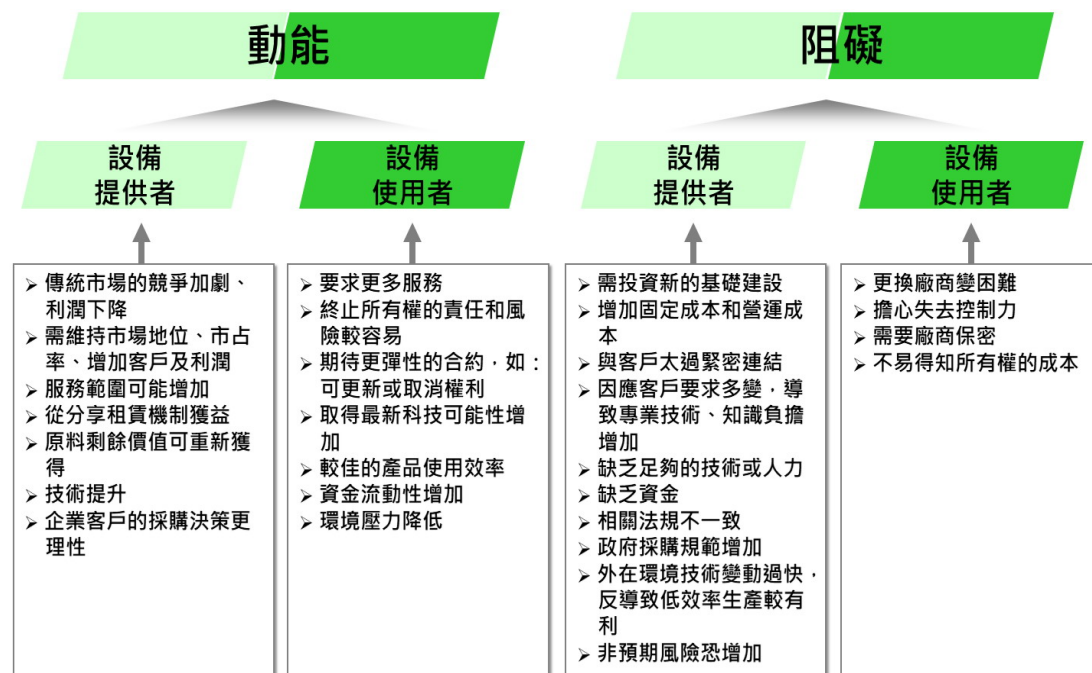 動能
阻礙
設備
提供者
設備
使用者
設備
提供者
設備
使用者
➢ 傳統市場的競爭加劇、
利潤下降
➢ 需維持市場地位、市占
率、增加客戶及利潤
➢ 服務範圍可能增加
➢ 從分享租賃機制獲益
➢ 原料剩餘價值可重新獲
得
➢ 技術提升
➢ 企業客戶的採購決策更
理性
➢ 要求更多服務
➢ 終止所有權的責任和風
險較容易
➢ 期待更彈性的合約，如：
可更新或取消權利
➢ 取得最新科技可能性增
加
➢ 較佳的產品使用效率
➢ 資金流動性增加
➢ 環境壓力降低
➢ 需投資新的基礎建設
➢ 增加固定成本和營運成
本
➢ 與客戶太過緊密連結
➢ 因應客戶要求多變，導
致專業技術、知識負擔
增加
➢ 缺乏足夠的技術或人力
➢ 缺乏資金
➢ 相關法規不一致
➢ 政府採購規範增加
➢ 外在環境技術變動過快，
反導致低效率生產較有
利
➢ 非預期風險恐增加
➢ 更換廠商變困難
➢ 擔心失去控制力
➢ 需要廠商保密
➢ 不易得知所有權的成本